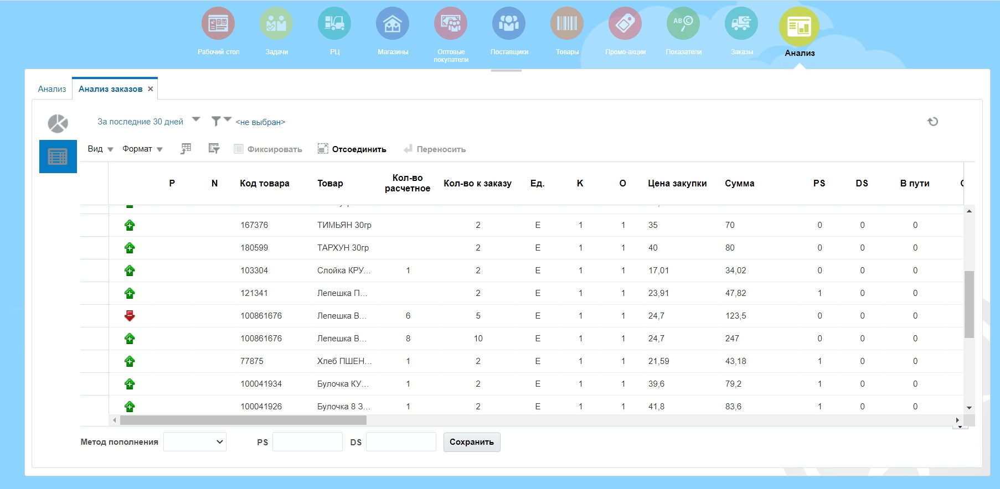 Рабочий стол
Задачи
РЦ
Магазины
Оптовые
покупатели
Поставщики
Товары
Промо-акции
АВ©
Показатели
Заказы
Анализ
Анализ
Анализ заказов ×
За последние 30 дней
<не выбран>
Вид Формат Фиксировать Отсоединить Переносить
P N Код товара Товар Кол-во расчетное Кол-во к заказу Ед. K O Цена закупки Сумма PS DS В пути
167376 ТИМЬЯН 30гр 2 Е 1 1 35 70 0 0 0
180599 ТАРХУН 30гр 2 Е 1 1 40 80 0 0 0
103304 Слойка КРУ... 1 2 Е 1 1 17,01 34,02 0 0 0
121341 Лепешка П... 2 Е 1 1 23,91 47,82 1 0 0
100861676 Лепешка В... 6 5 Е 1 1 24,7 123,5 0 0 0
100861676 Лепешка В... 8 10 Е 1 1 24,7 247 0 0 0
77875 Хлеб ПШЕН... 1 2 Е 1 1 21,59 43,18 1 0 0
100041934 Булочка КУ... 1 2 Е 1 1 39,6 79,2 1 0 0
100041926 Булочка 8 З... 1 2 Е 1 1 41,8 83,6 1 0 0
Метод пополнения PS DS Сохранить